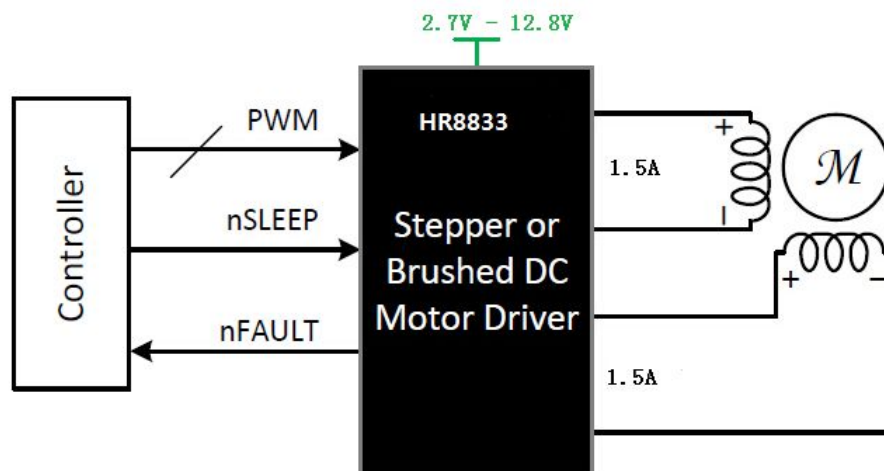 2.7V - 12.8V
Controller
PWM
nSLEEP
nFAULT
HR8833
Stepper or
Brushed DC
Motor Driver
+
1.5A
−
M
+ −
1.5A